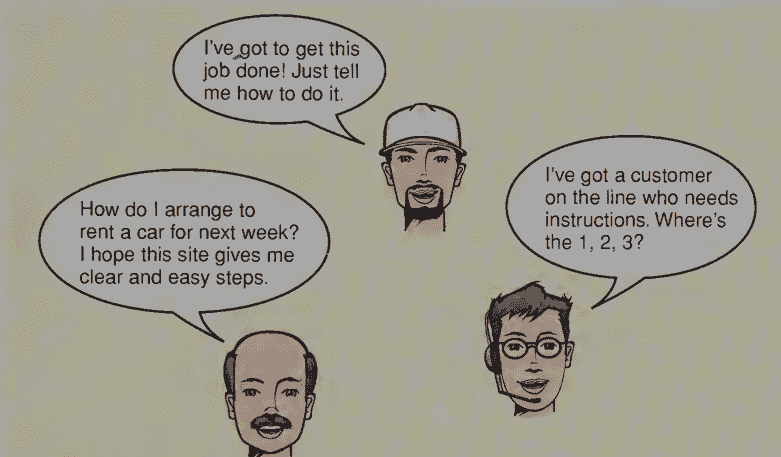 I've got to get this
job done! Just tell
me how to do it.
I've got a customer
on the line who needs
instructions. Where's
the 1, 2, 3?
How do I arrange to
rent a car for next week?
I hope this site gives me
clear and easy steps.